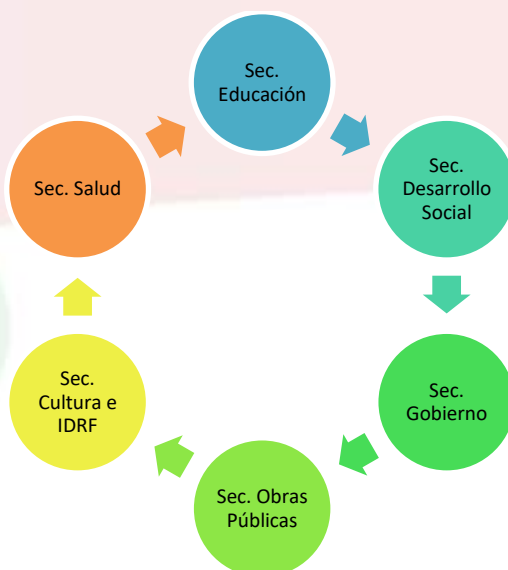 Sec.
Educación
Sec.
Desarrollo
Social
Sec.
Gobierno
Sec. Obras
Públicas
Sec.
Cultura e
IDRF
Sec. Salud